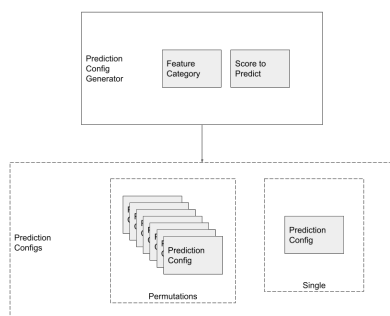 Prediction
Config
Generator
Feature
Category
Score to
Predict
Prediction
Configs
Prediction
Config
Permutations
Prediction
Config
Single